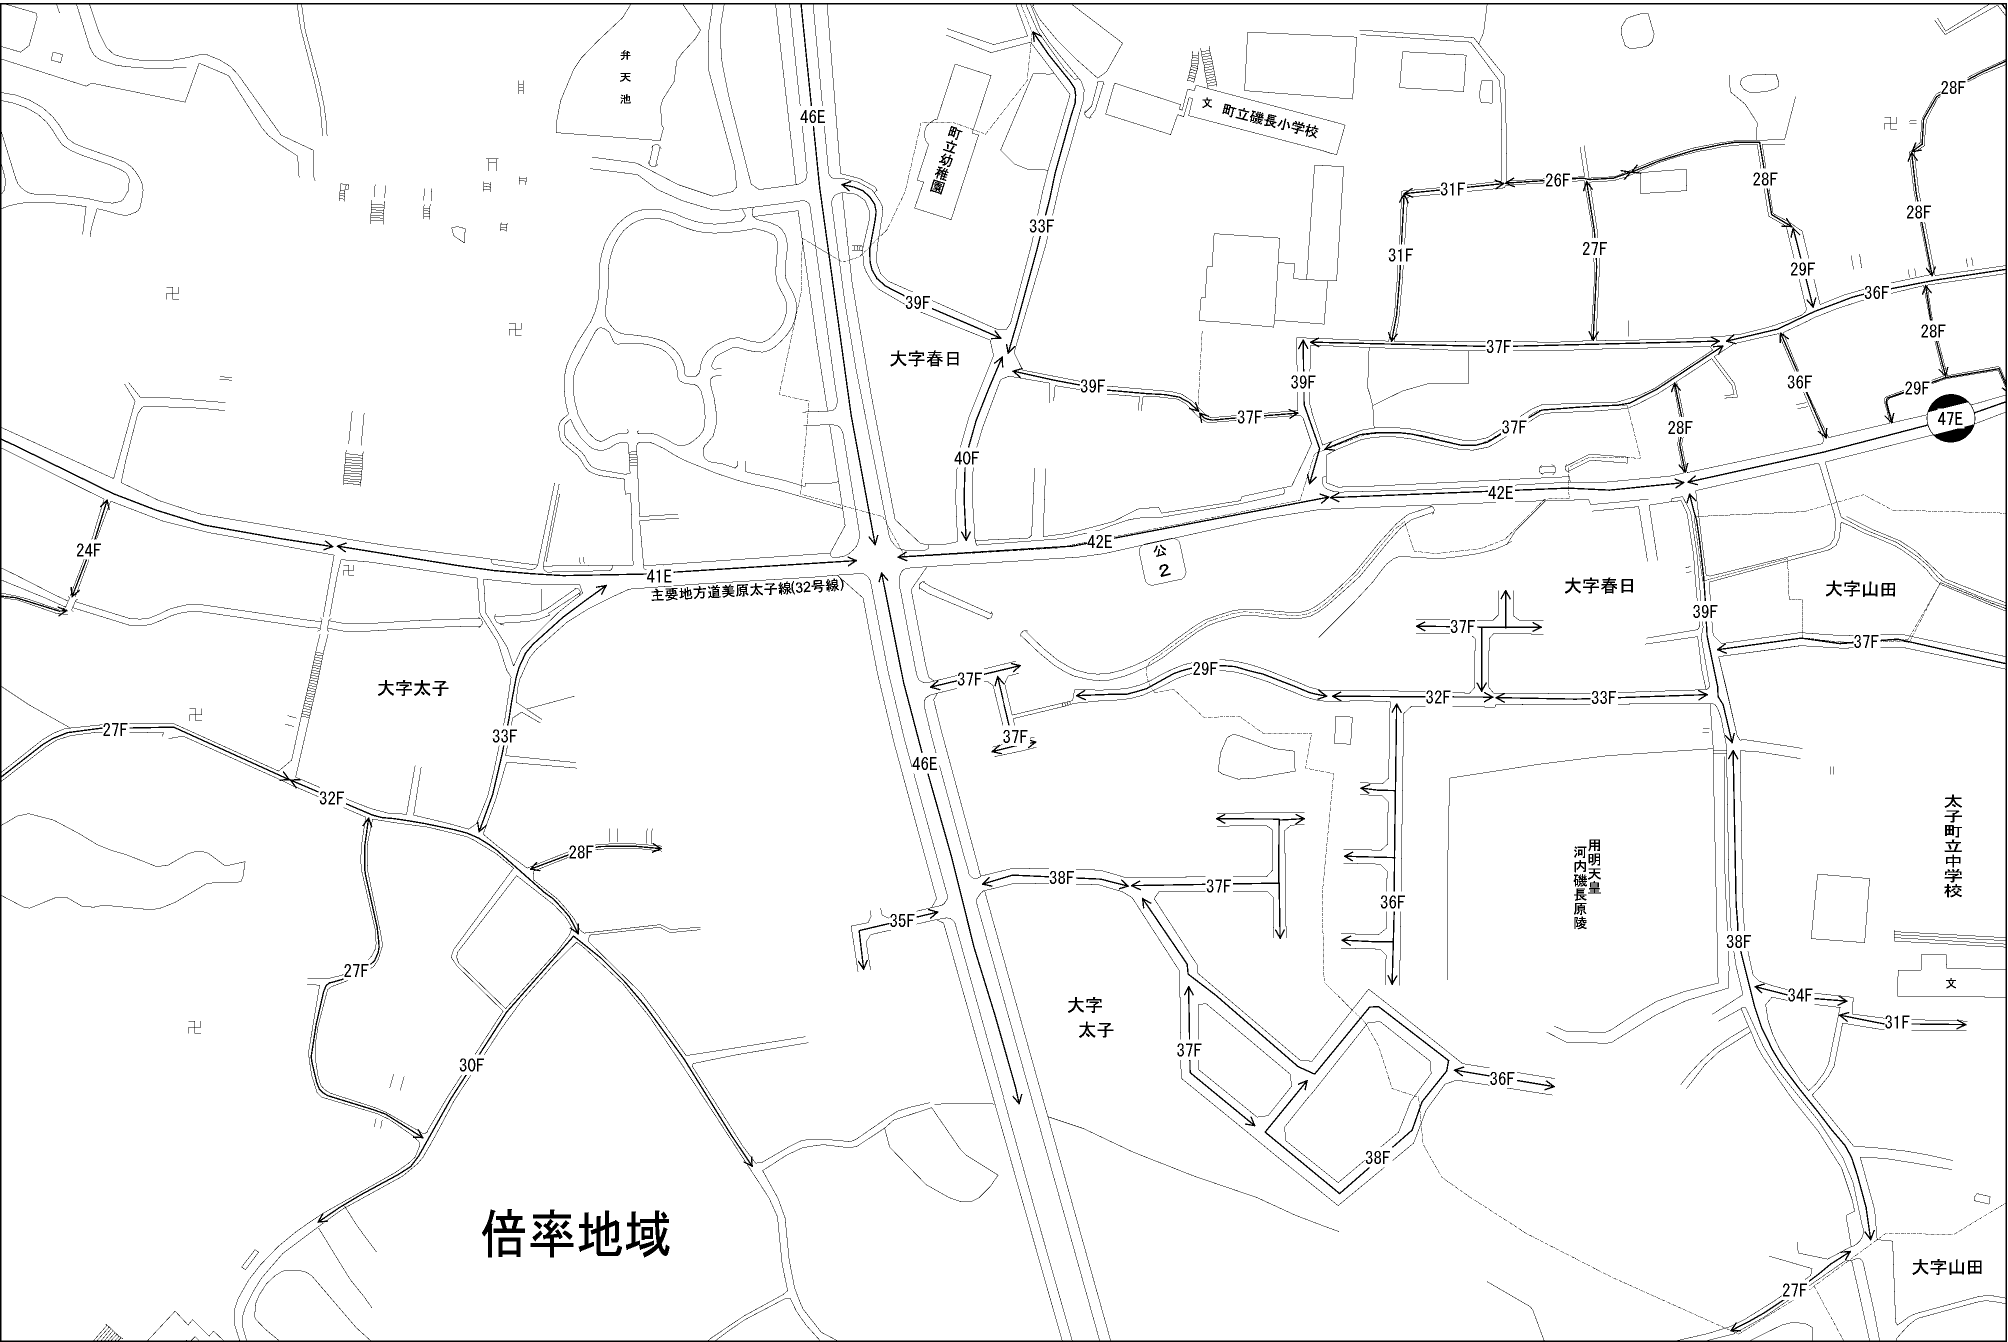 弁天池
46E
町立幼稚園
文 町立磯長小学校
28F
31F
26F
28F
28F
33F
31F
27F
29F
36F
39F
28F
大字春日
37F
39F
39F
36F
29F
37F
37F
28F
47E
40F
42E
42E
24F
41E
主要地方道美原太子線(32号線)
公
2
大字春日
大字山田
39F
37F
37F
37F
29F
大字太子
32F
33F
27F
33F
37F
46E
32F
太子町立中学校
28F
用明天皇
河内磯長原陵
38F
37F
36F
35F
38F
27F
文
大字
太子
34F
31F
30F
37F
36F
38F
倍率地域
大字山田
27F